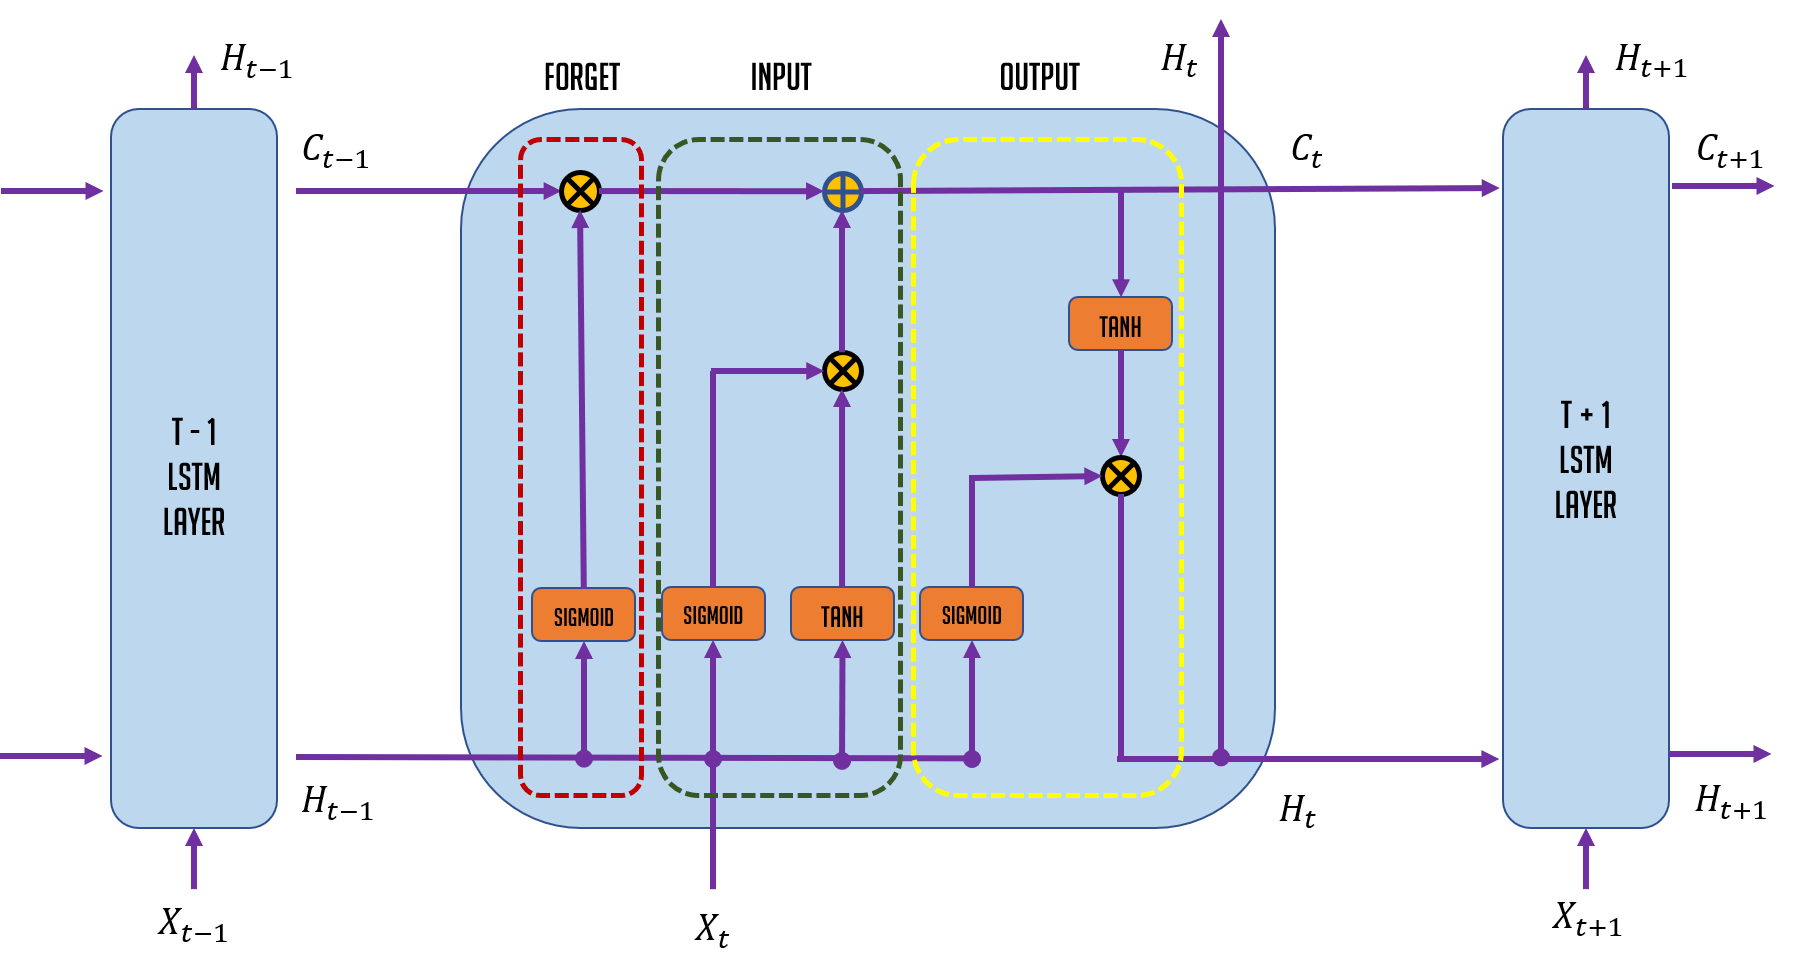 H_{t-1}
FORGET
INPUT
OUTPUT
H_t
H_{t+1}
C_{t-1}
C_t
C_{t+1}
TANH
T - 1
LSTM
LAYER
T + 1
LSTM
LAYER
SIGMOID
SIGMOID
TANH
SIGMOID
H_{t-1}
H_t
H_{t+1}
X_{t-1}
X_t
X_{t+1}